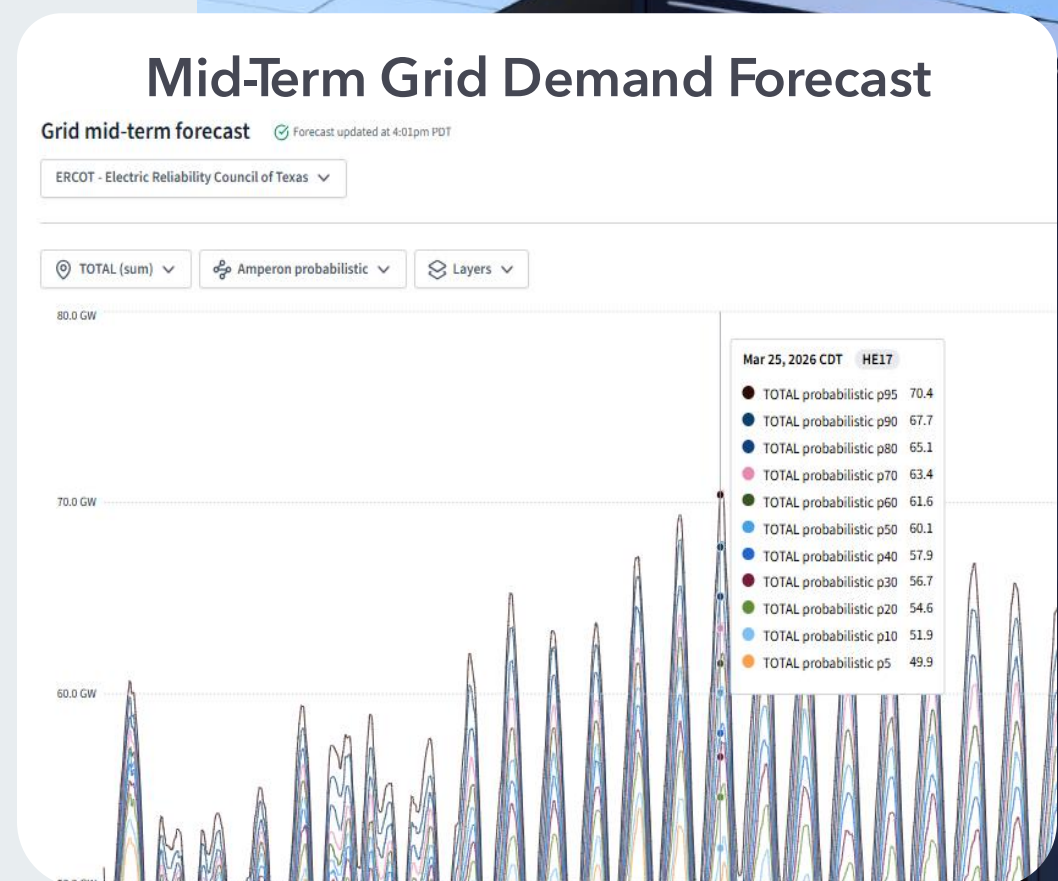 Mid-Term Grid Demand Forecast
Grid mid-term forecast
Forecast updated at 4:01pm PDT
ERCOT - Electric Reliability Council of Texas
TOTAL (sum)
Amperon probabilistic
Layers
80.0 GW
70.0 GW
60.0 GW
Mar 25, 2026 CDT HE17
TOTAL probabilistic p95 70.4
TOTAL probabilistic p90 67.7
TOTAL probabilistic p80 65.1
TOTAL probabilistic p70 63.4
TOTAL probabilistic p60 61.6
TOTAL probabilistic p50 60.1
TOTAL probabilistic p40 57.9
TOTAL probabilistic p30 56.7
TOTAL probabilistic p20 54.6
TOTAL probabilistic p10 51.9
TOTAL probabilistic p5 49.9